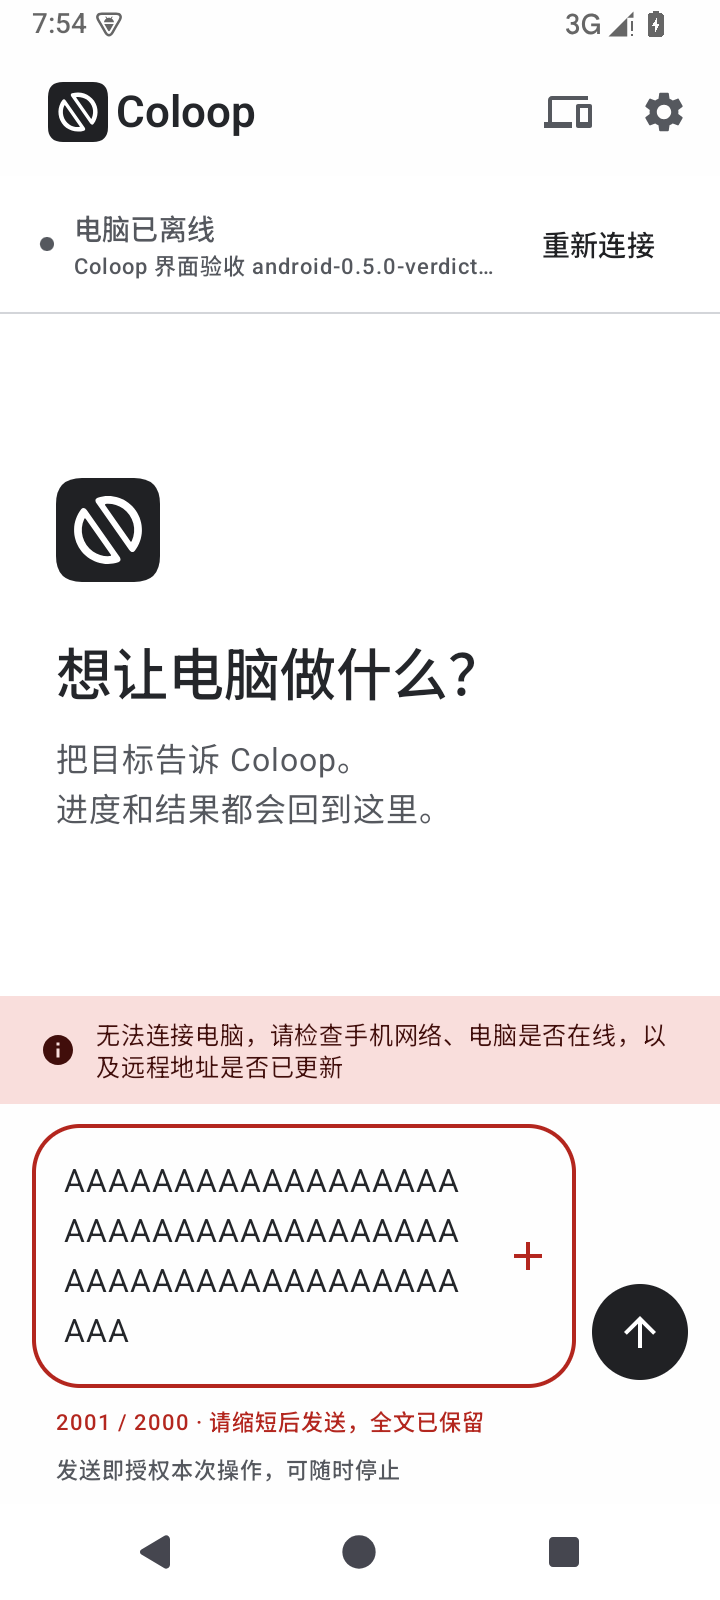 7:54
3G
Coloop
电脑已离线
Coloop 界面验收 android-0.5.0-verdict…
重新连接
想让电脑做什么？
把目标告诉 Coloop。
进度和结果都会回到这里。
无法连接电脑，请检查手机网络、电脑是否在线，以
及远程地址是否已更新
AAAAAAAAAAAAAAAAAA
AAAAAAAAAAAAAAAAAA
AAAAAAAAAAAAAAAAAA
AAA
2001 / 2000 · 请缩短后发送，全文已保留
发送即授权本次操作，可随时停止